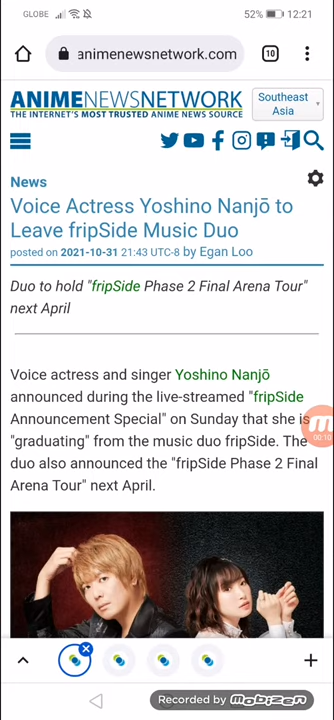 GLOBE 52% 12:21
animenewsnetwork.com 10
ANIMENEWSNETWORK
THE INTERNET'S MOST TRUSTED ANIME NEWS SOURCE
Southeast
Asia
News
Voice Actress Yoshino Nanjō to
Leave fripSide Music Duo
posted on 2021-10-31 21:43 UTC-8 by Egan Loo
Duo to hold "fripSide Phase 2 Final Arena Tour"
next April
Voice actress and singer Yoshino Nanjō
announced during the live-streamed "fripSide
Announcement Special" on Sunday that she is
"graduating" from the music duo fripSide. The
duo also announced the "fripSide Phase 2 Final
Arena Tour" next April.
00:10
Recorded by mobizen